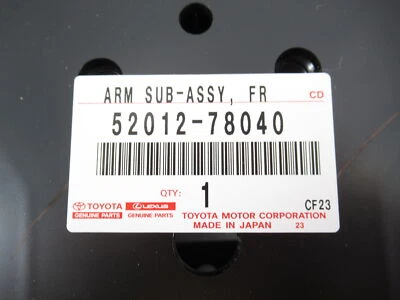 ARM SUB-ASSY, FR CD
52012-78040
QTY: 1 CF23
TOYOTA LEXUS
GENUINE PARTS GENUINE PARTS TOYOTA MOTOR CORPORATION
MADE IN JAPAN 23